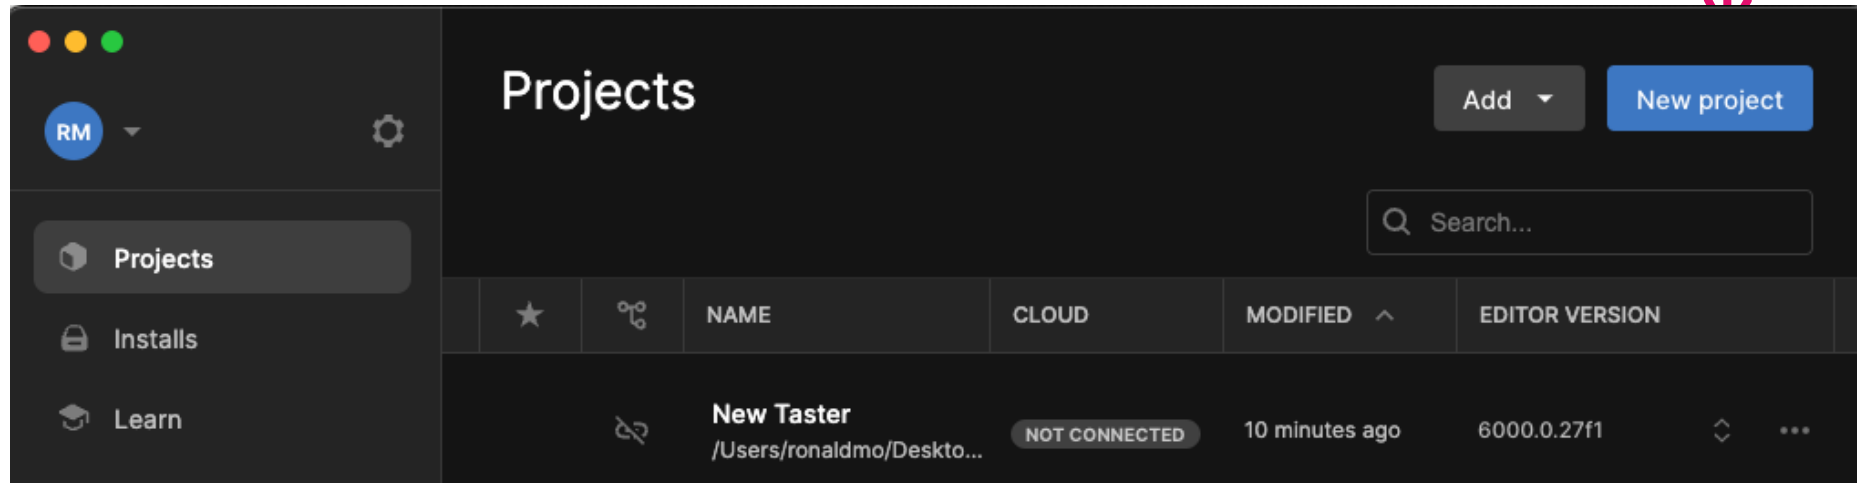 Projects
Add
New project
RM
Search...
Projects
Installs
Learn
NAME
CLOUD
MODIFIED
EDITOR VERSION
New Taster
/Users/ronaldmo/Deskto...
NOT CONNECTED
10 minutes ago
6000.0.27f1